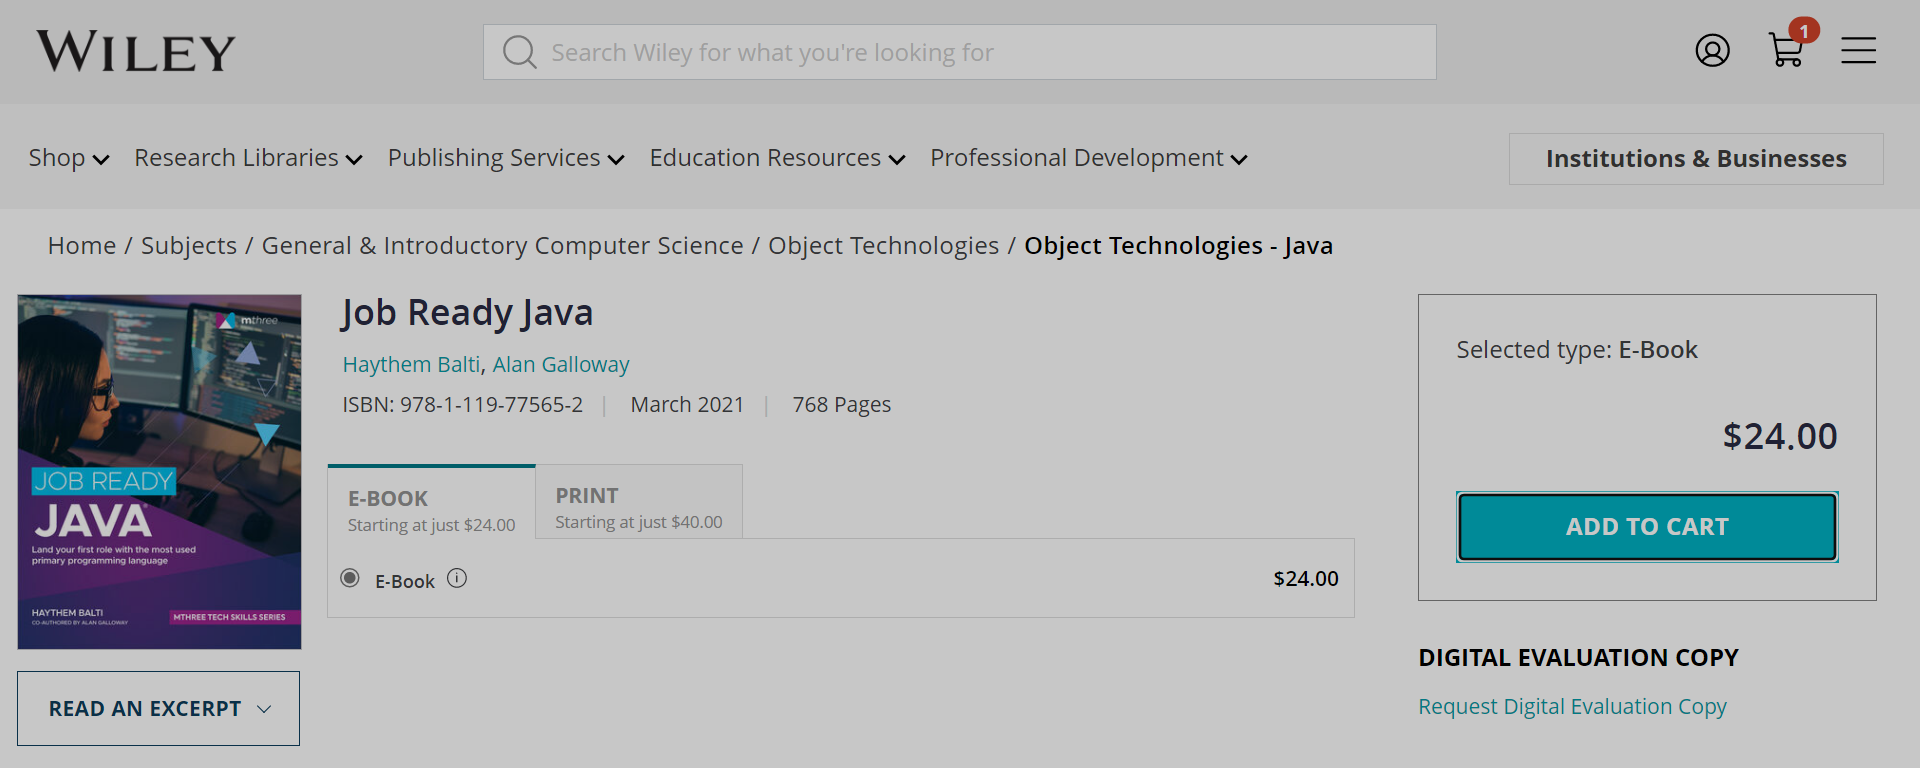 WILEY
Search Wiley for what you're looking for
1
Shop
Research Libraries
Publishing Services
Education Resources
Professional Development
Institutions & Businesses
Home / Subjects / General & Introductory Computer Science / Object Technologies / Object Technologies - Java
mthree
JOB READY
JAVA
Land your first role with the most used
primary programming language
HAYTHEM BALTI
CO-AUTHORED BY ALAN GALLOWAY
MTHREE TECH SKILLS SERIES
READ AN EXCERPT
Job Ready Java
Haythem Balti, Alan Galloway
ISBN: 978-1-119-77565-2 | March 2021 | 768 Pages
E-BOOK
Starting at just $24.00
PRINT
Starting at just $40.00
E-Book
$24.00
Selected type: E-Book
$24.00
ADD TO CART
DIGITAL EVALUATION COPY
Request Digital Evaluation Copy